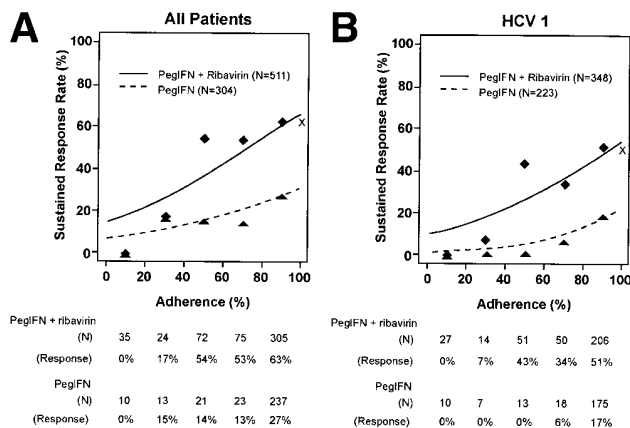 A
All Patients
Sustained Response Rate (%)
100
80
60
40
20
0
PegIFN + Ribavirin (N=511)
PegIFN (N=304)
X
0 20 40 60 80 100
Adherence (%)
PegIFN + ribavirin
(N) 35 24 72 75 305
(Response) 0% 17% 54% 53% 63%
PegIFN
(N) 10 13 21 23 237
(Response) 0% 15% 14% 13% 27%
B
HCV 1
Sustained Response Rate (%)
100
80
60
40
20
0
PegIFN + Ribavirin (N=348)
PegIFN (N=223)
X
0 20 40 60 80 100
Adherence (%)
PegIFN + ribavirin
(N) 27 14 51 50 206
(Response) 0% 7% 43% 34% 51%
PegIFN
(N) 10 7 13 18 175
(Response) 0% 0% 0% 6% 17%